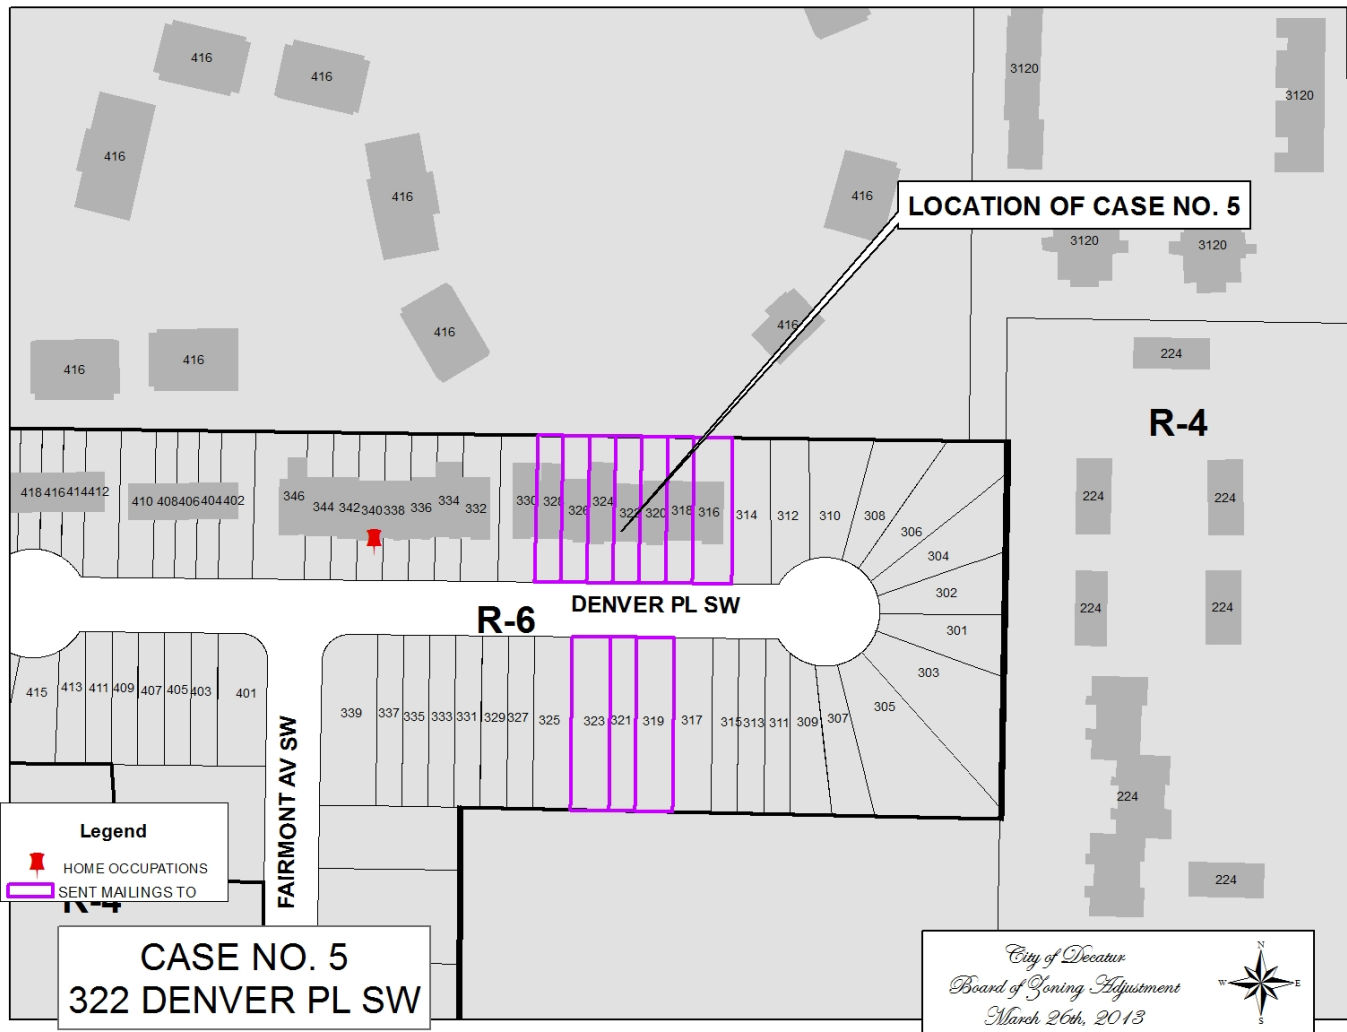 416
416
3120
3120
416
416
416
LOCATION OF CASE NO. 5
3120
3120
416
416
416
416
224
R-4
418 416 414 412
410 408 406 404 402
346
344 342 340 338 336
334
332
330 328 326 324 322 320 318 316
314 312 310 308
306
304
302
301
303
305
224
224
224
224
DENVER PL SW
R-6
415 413 411 409 407 405 403 401
339 337 335 333 331 329 327 325
323 321 319 317 315 313 311 309 307
FAIRMONT AV SW
224
224
Legend
HOME OCCUPATIONS
SENT MAILINGS TO
R-4
CASE NO. 5
322 DENVER PL SW
City of Decatur
Board of Zoning Adjustment
March 26th, 2013
N
W E
S